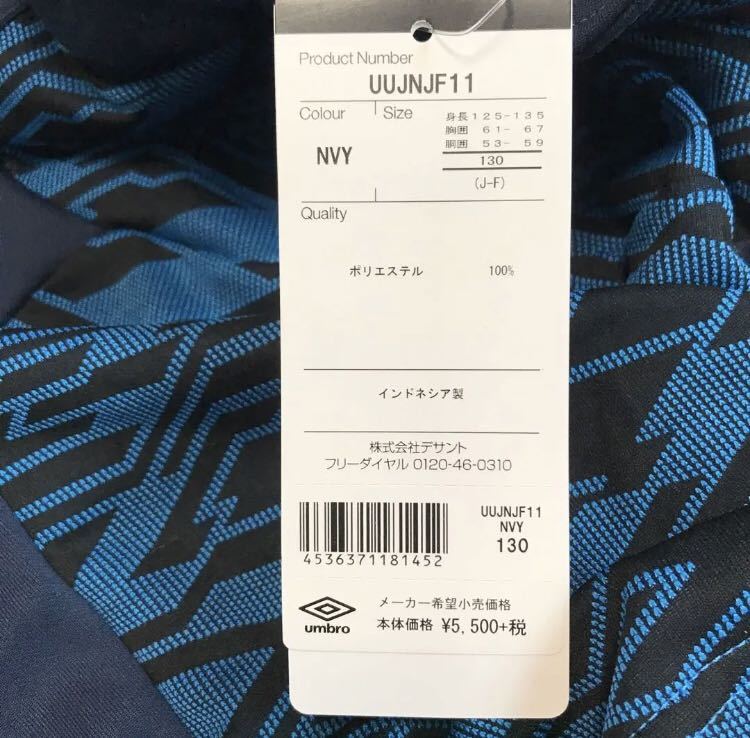 Product Number
UUJNJF11
Colour
Size
身長 125-135
胸囲 61- 67
胴囲 53- 59
NVY
130
(J-F)
Quality
ポリエステル 100%
インドネシア製
株式会社デサント
フリーダイヤル 0120-46-0310
UUJNJF11
NVY
130
4536371181452
umbro
メーカー希望小売価格
本体価格 ¥5,500+税